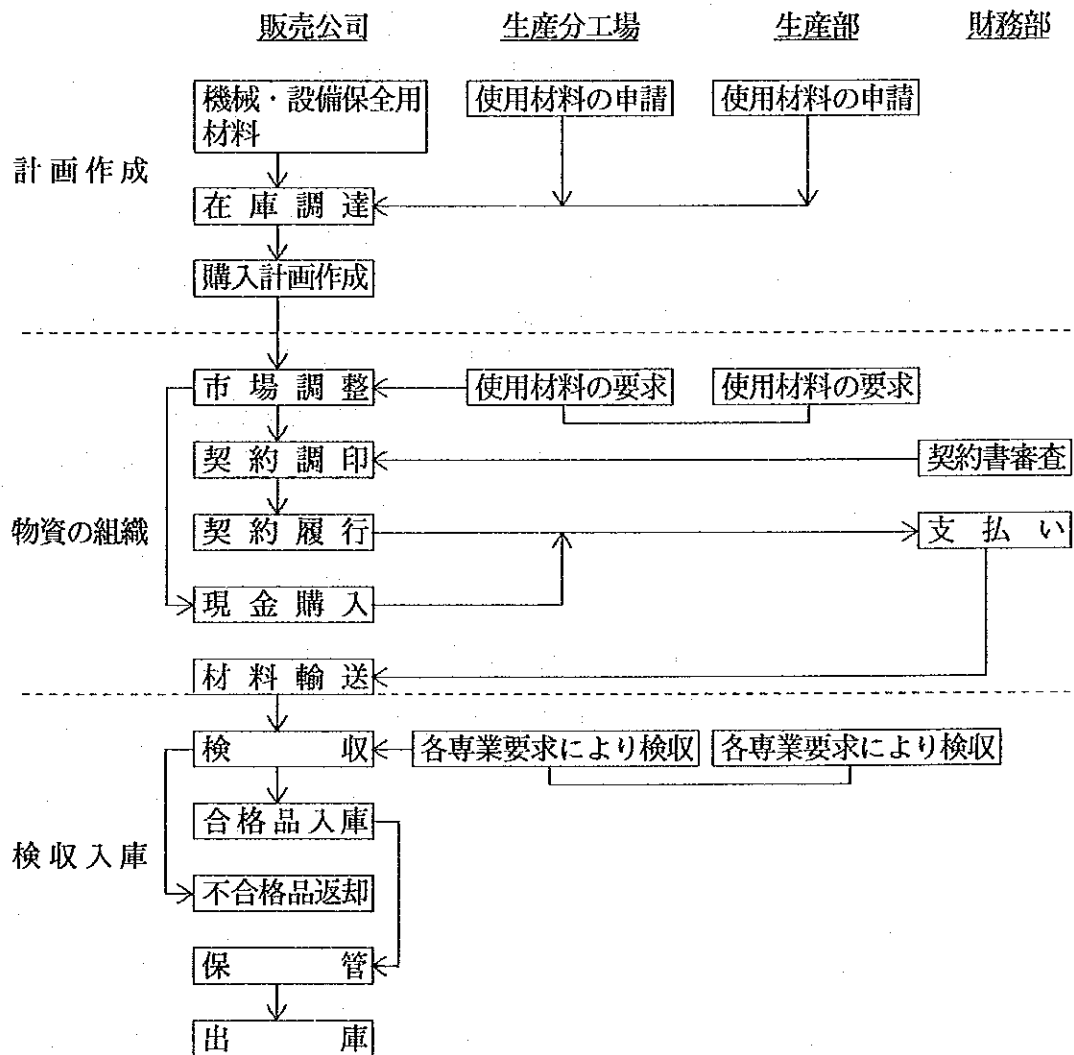 販売公司 生産分工場 生産部 財務部
機械・設備保全用
材料
使用材料の申請 使用材料の申請
計画作成
在庫調達
購入計画作成
市場調整 使用材料の要求 使用材料の要求
契約調印 契約書審査
物資の組織 契約履行 支払い
現金購入
材料輸送
検収 各専業要求により検収 各専業要求により検収
合格品入庫
検収入庫
不合格品返却
保管
出庫